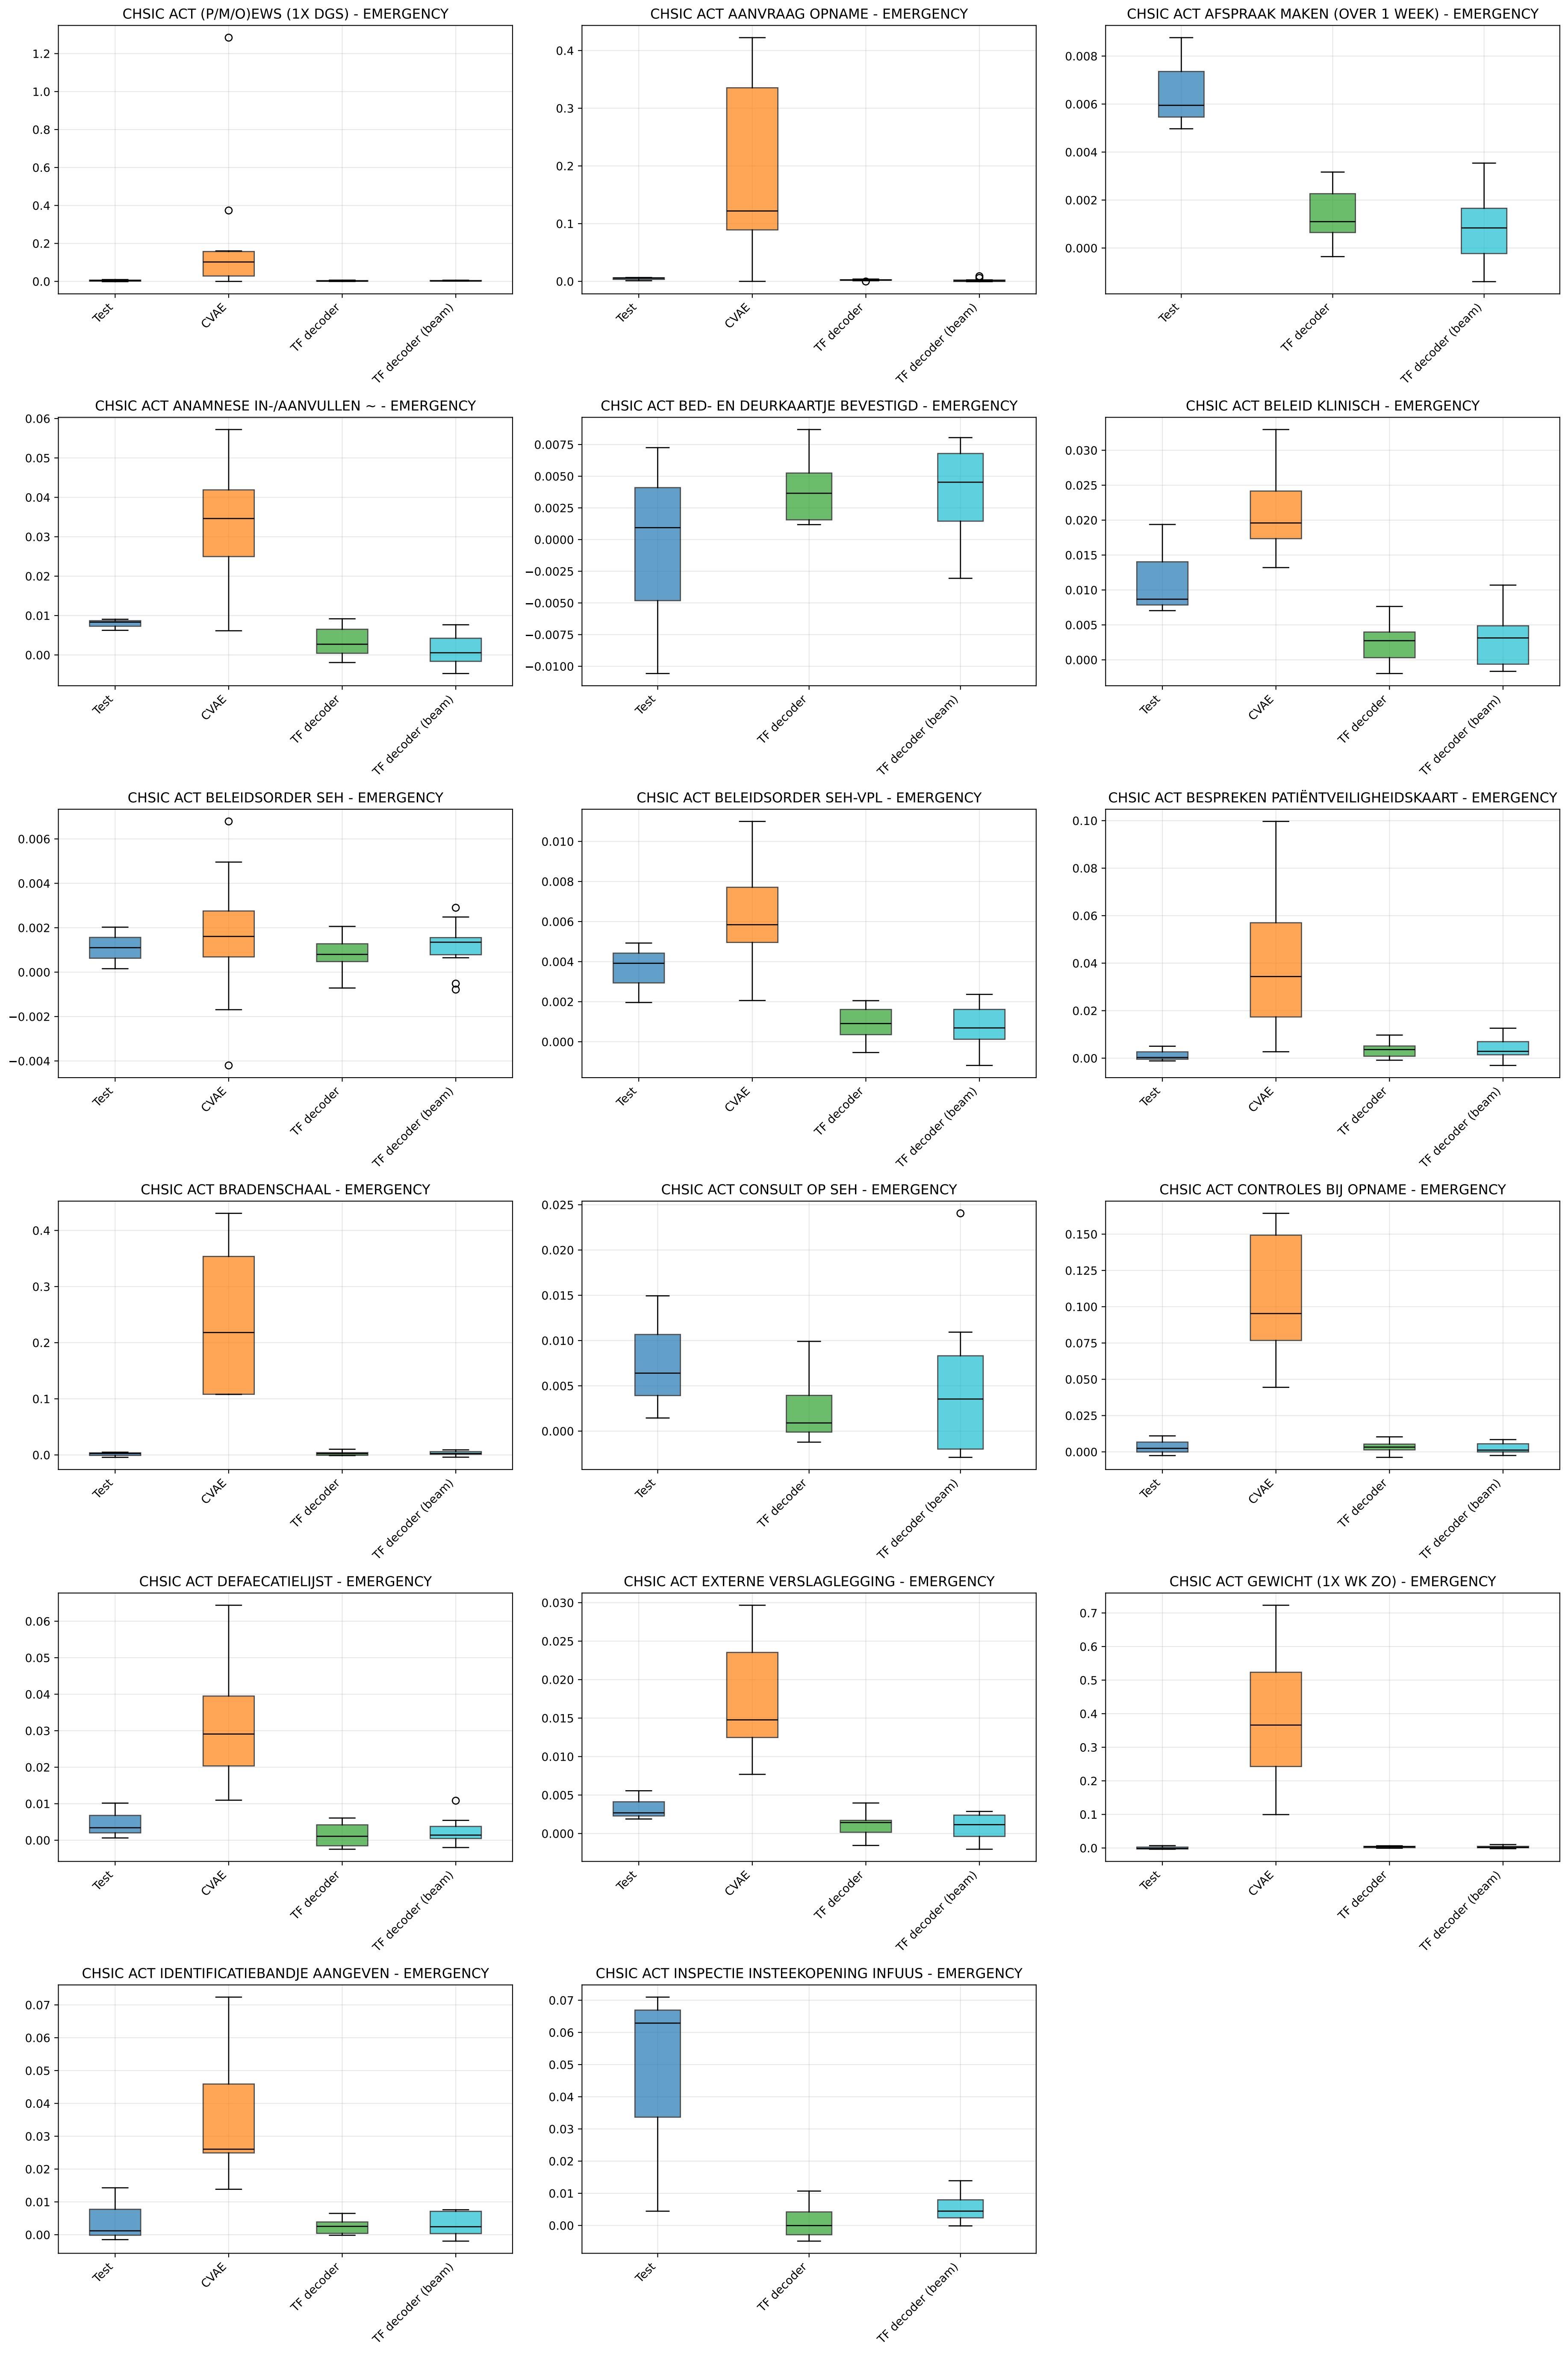 CHSIC ACT (P/M/O)EWS (1X DGS) - EMERGENCY
1.2
1.0
0.8
0.6
0.4
0.2
0.0
Test
CVAE
TF decoder
TF decoder (beam)
CHSIC ACT AANVRAAG OPNAME - EMERGENCY
0.4
0.3
0.2
0.1
0.0
Test
CVAE
TF decoder
TF decoder (beam)
CHSIC ACT AFSPRAAK MAKEN (OVER 1 WEEK) - EMERGENCY
0.008
0.006
0.004
0.002
0.000
Test
TF decoder
TF decoder (beam)
CHSIC ACT ANAMNESE IN-/AANVULLEN ~ - EMERGENCY
0.06
0.05
0.04
0.03
0.02
0.01
0.00
Test
CVAE
TF decoder
TF decoder (beam)
CHSIC ACT BED- EN DEURKAARTJE BEVESTIGD - EMERGENCY
0.0075
0.0050
0.0025
0.0000
−0.0025
−0.0050
−0.0075
−0.0100
Test
TF decoder
TF decoder (beam)
CHSIC ACT BELEID KLINISCH - EMERGENCY
0.030
0.025
0.020
0.015
0.010
0.005
0.000
Test
CVAE
TF decoder
TF decoder (beam)
CHSIC ACT BELEIDSORDER SEH - EMERGENCY
0.006
0.004
0.002
0.000
−0.002
−0.004
Test
CVAE
TF decoder
TF decoder (beam)
CHSIC ACT BELEIDSORDER SEH-VPL - EMERGENCY
0.010
0.008
0.006
0.004
0.002
0.000
Test
CVAE
TF decoder
TF decoder (beam)
CHSIC ACT BESPREKEN PATIËNTVEILIGHEIDSKAART - EMERGENCY
0.10
0.08
0.06
0.04
0.02
0.00
Test
CVAE
TF decoder
TF decoder (beam)
CHSIC ACT BRADENSCHAAL - EMERGENCY
0.4
0.3
0.2
0.1
0.0
Test
CVAE
TF decoder
TF decoder (beam)
CHSIC ACT CONSULT OP SEH - EMERGENCY
0.025
0.020
0.015
0.010
0.005
0.000
Test
TF decoder
TF decoder (beam)
CHSIC ACT CONTROLES BIJ OPNAME - EMERGENCY
0.150
0.125
0.100
0.075
0.050
0.025
0.000
Test
CVAE
TF decoder
TF decoder (beam)
CHSIC ACT DEFAECATIELIJST - EMERGENCY
0.06
0.05
0.04
0.03
0.02
0.01
0.00
Test
CVAE
TF decoder
TF decoder (beam)
CHSIC ACT EXTERNE VERSLAGLEGGING - EMERGENCY
0.030
0.025
0.020
0.015
0.010
0.005
0.000
Test
CVAE
TF decoder
TF decoder (beam)
CHSIC ACT GEWICHT (1X WK ZO) - EMERGENCY
0.7
0.6
0.5
0.4
0.3
0.2
0.1
0.0
Test
CVAE
TF decoder
TF decoder (beam)
CHSIC ACT IDENTIFICATIEBANDJE AANGEVEN - EMERGENCY
0.07
0.06
0.05
0.04
0.03
0.02
0.01
0.00
Test
CVAE
TF decoder
TF decoder (beam)
CHSIC ACT INSPECTIE INSTEEKOPENING INFUUS - EMERGENCY
0.07
0.06
0.05
0.04
0.03
0.02
0.01
0.00
Test
TF decoder
TF decoder (beam)